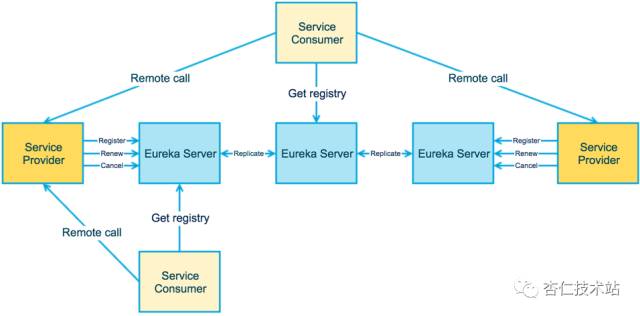 Service
Consumer
Remote call
Remote call
Get registry
Service
Provider
Register
Renew
Cancel
Eureka Server
Replicate
Eureka Server
Replicate
Eureka Server
Register
Renew
Cancel
Service
Provider
Get registry
Remote call
Service
Consumer
杏仁技术站